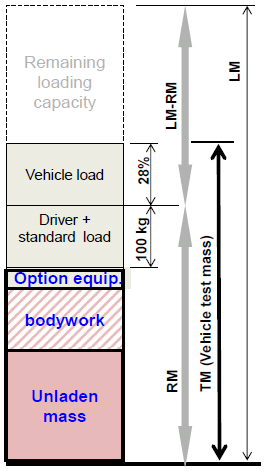 Remaining
loading
capacity
LM-RM
LM
Vehicle load
28%
Driver +
standard load
100 kg
Option equip.
bodywork
Unladen
mass
RM
TM (Vehicle test mass)